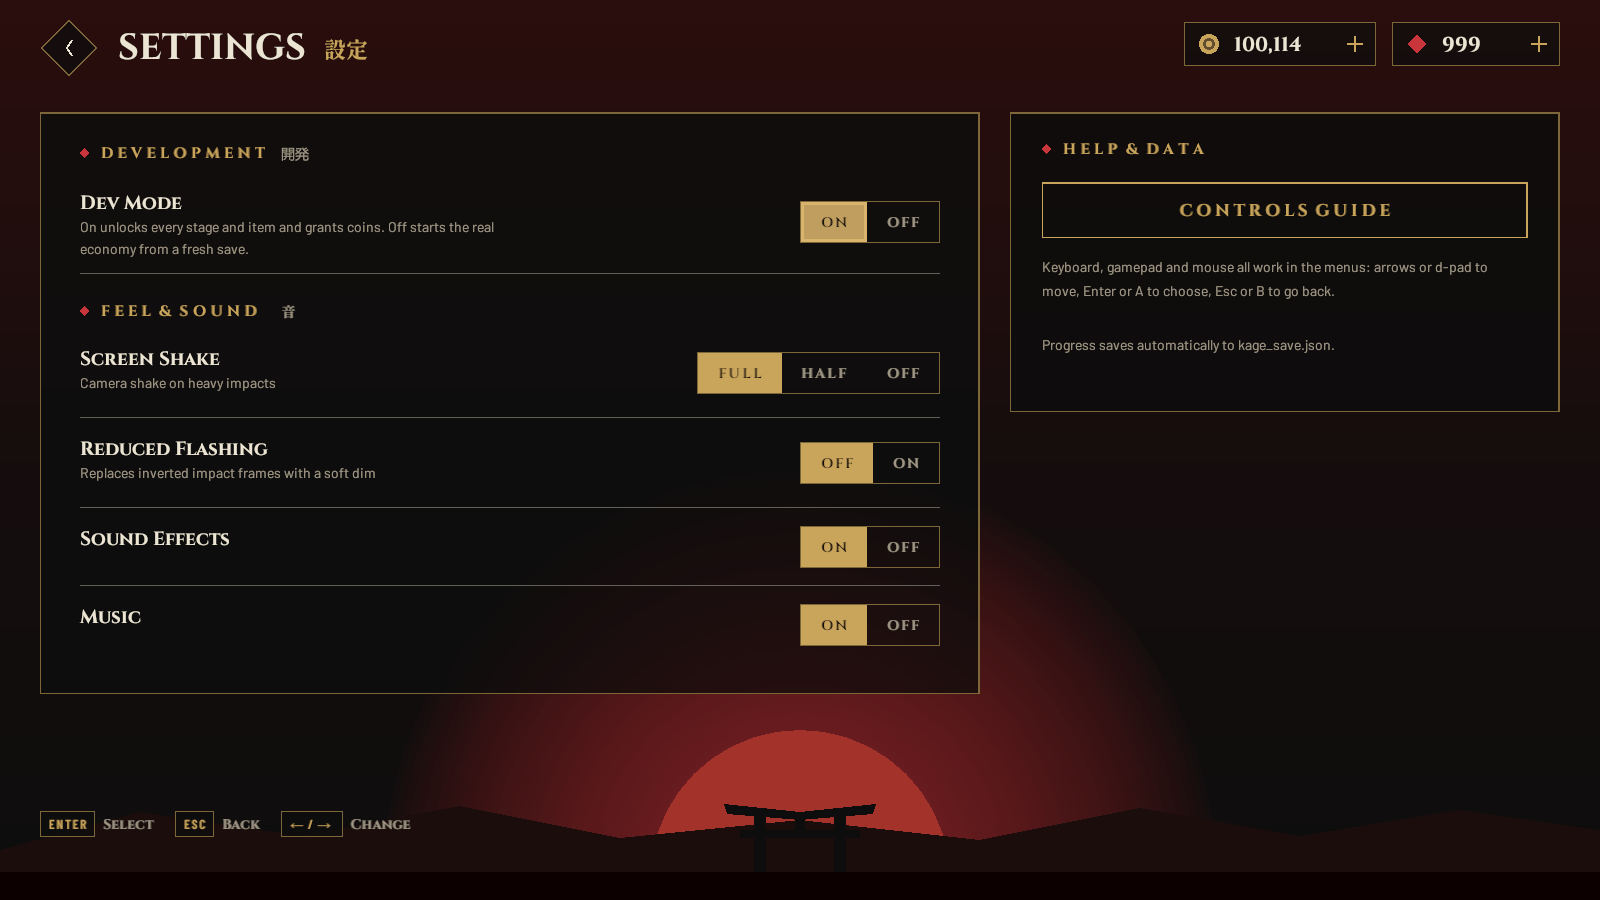 SETTINGS 設定
100,114
999
DEVELOPMENT 開発
DEV MODE
On unlocks every stage and item and grants coins. Off starts the real
economy from a fresh save.
ON OFF
FEEL & SOUND 音
SCREEN SHAKE
Camera shake on heavy impacts
FULL HALF OFF
REDUCED FLASHING
Replaces inverted impact frames with a soft dim
OFF ON
SOUND EFFECTS
ON OFF
MUSIC
ON OFF
HELP & DATA
CONTROLS GUIDE
Keyboard, gamepad and mouse all work in the menus: arrows or d-pad to
move, Enter or A to choose, Esc or B to go back.
Progress saves automatically to kage_save.json.
ENTER SELECT ESC BACK ←/→ CHANGE